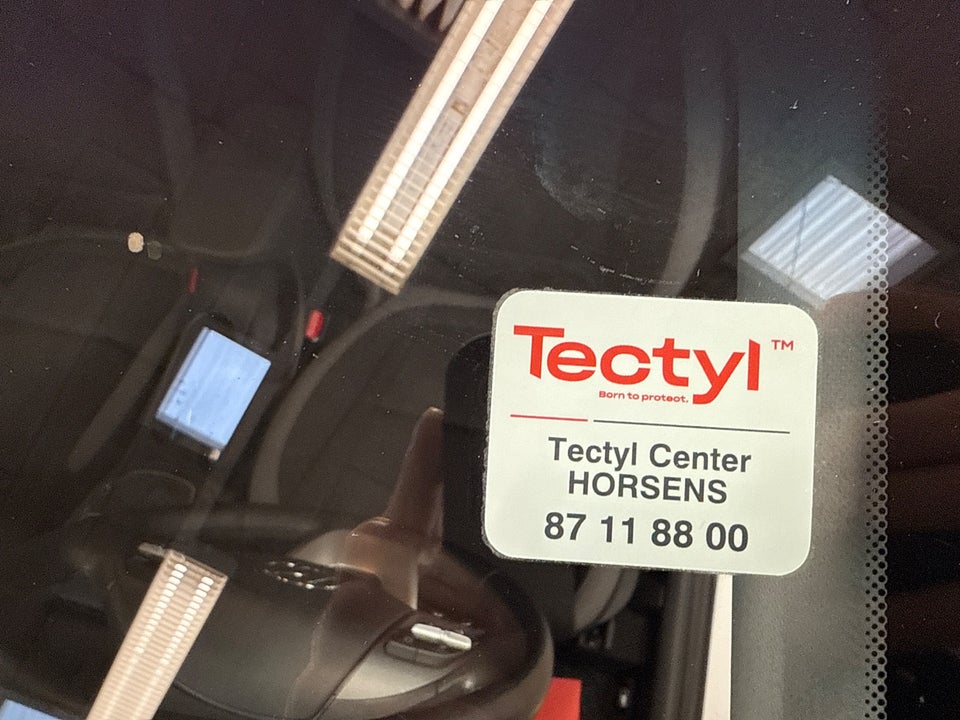 Tectyl™
Born to protect.
Tectyl Center
HORSENS
87 11 88 00